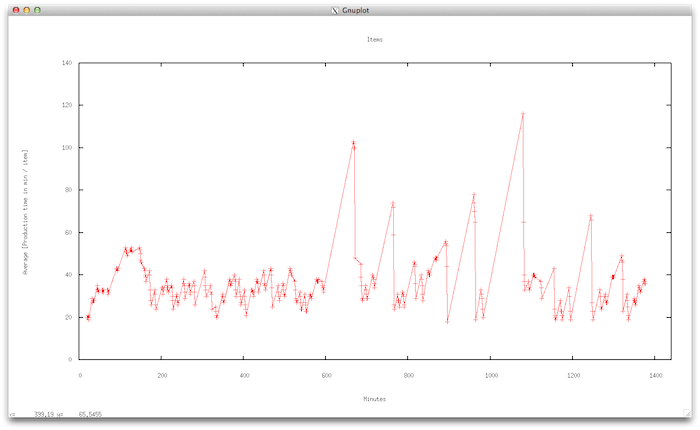 Gnuplot
Items
140
120
100
80
60
40
20
0
Average [Production time in min / item]
0 200 400 600 800 1000 1200 1400
Minutes
x= 399,19 y= 65,5455